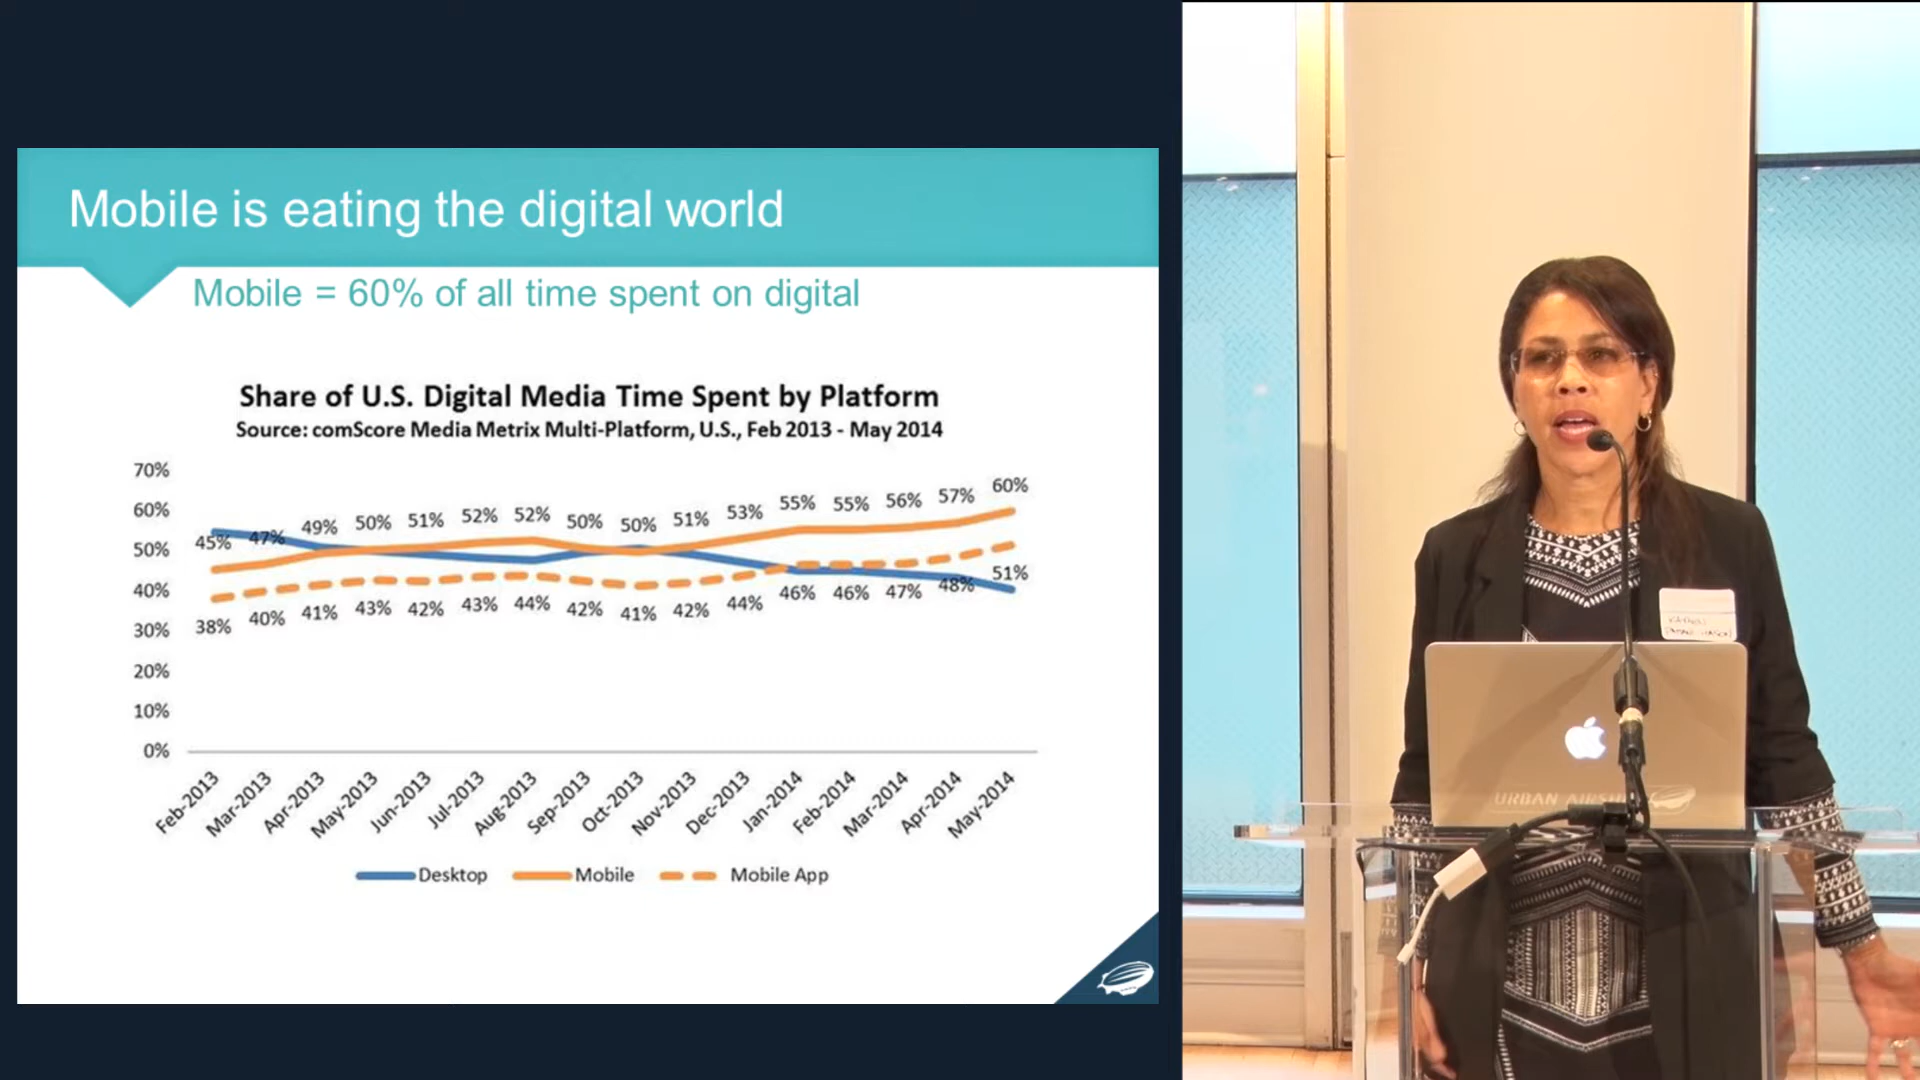 Mobile is eating the digital world
Mobile = 60% of all time spent on digital
Share of U.S. Digital Media Time Spent by Platform
Source: comScore Media Metrix Multi-Platform, U.S., Feb 2013 - May 2014
70%
60%
50%
40%
30%
20%
10%
0%
45% 47% 49% 50% 51% 52% 52% 50% 50% 51% 53% 55% 55% 56% 57% 60%
38% 40% 41% 43% 42% 43% 44% 42% 41% 42% 44% 46% 46% 47% 48% 51%
Feb-2013 Mar-2013 Apr-2013 May-2013 Jun-2013 Jul-2013 Aug-2013 Sep-2013 Oct-2013 Nov-2013 Dec-2013 Jan-2014 Feb-2014 Mar-2014 Apr-2014 May-2014
Desktop Mobile Mobile App
URBAN AIRSHIP